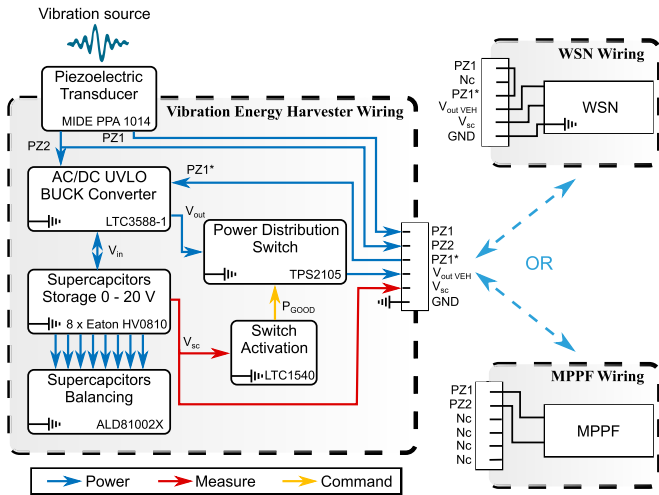 Vibration source
Piezoelectric
Transducer
MIDE PPA 1014
Vibration Energy Harvester Wiring
PZ2
PZ1
AC/DC UVLO
BUCK Converter
LTC3588-1
PZ1*
Vout
Power Distribution
Switch
TPS2105
Vin
Supercapcitors
Storage 0 - 20 V
8 x Eaton HV0810
Vsc
PGOOD
Switch
Activation
LTC1540
Supercapcitors
Balancing
ALD81002X
PZ1
PZ2
PZ1*
Vout VEH
Vsc
GND
WSN Wiring
PZ1
Nc
PZ1*
Vout VEH
Vsc
GND
WSN
OR
MPPF Wiring
PZ1
PZ2
Nc
Nc
Nc
Nc
MPPF
Power
Measure
Command